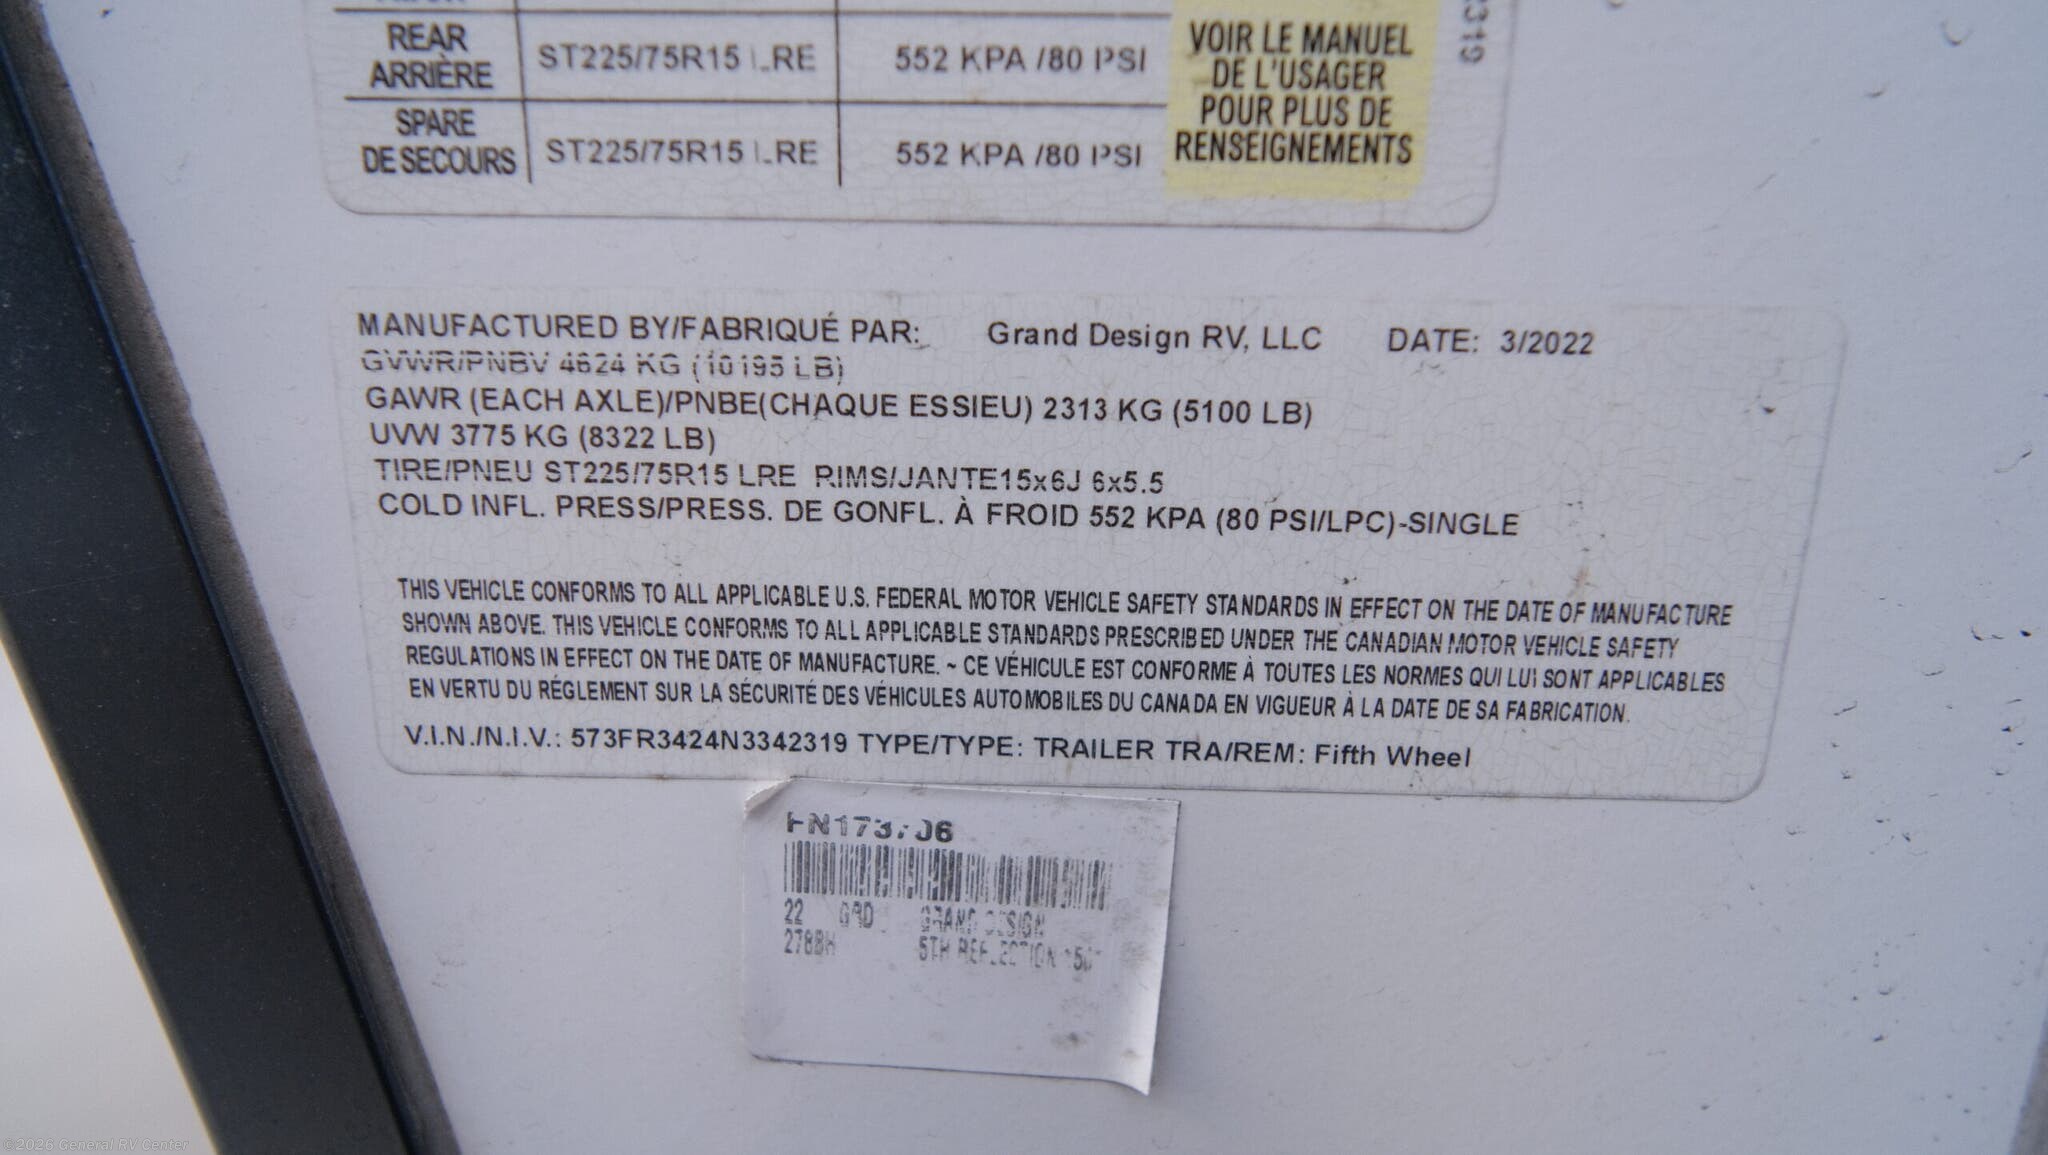 REAR
ARRIÈRE
ST225/75R15 LRE
552 KPA /80 PSI
SPARE
DE SECOURS
ST225/75R15 LRE
552 KPA /80 PSI
VOIR LE MANUEL
DE L'USAGER
POUR PLUS DE
RENSEIGNEMENTS
2319
MANUFACTURED BY/FABRIQUÉ PAR: Grand Design RV, LLC DATE: 3/2022
GVWR/PNBV 4624 KG (10195 LB)
GAWR (EACH AXLE)/PNBE(CHAQUE ESSIEU) 2313 KG (5100 LB)
UVW 3775 KG (8322 LB)
TIRE/PNEU ST225/75R15 LRE RIMS/JANTE15x6J 6x5.5
COLD INFL. PRESS/PRESS. DE GONFL. À FROID 552 KPA (80 PSI/LPC)-SINGLE
THIS VEHICLE CONFORMS TO ALL APPLICABLE U.S. FEDERAL MOTOR VEHICLE SAFETY STANDARDS IN EFFECT ON THE DATE OF MANUFACTURE
SHOWN ABOVE. THIS VEHICLE CONFORMS TO ALL APPLICABLE STANDARDS PRESCRIBED UNDER THE CANADIAN MOTOR VEHICLE SAFETY
REGULATIONS IN EFFECT ON THE DATE OF MANUFACTURE. ~ CE VÉHICULE EST CONFORME À TOUTES LES NORMES QUI LUI SONT APPLICABLES
EN VERTU DU RÉGLEMENT SUR LA SÉCURITÉ DES VÉHICULES AUTOMOBILES DU CANADA EN VIGUEUR À LA DATE DE SA FABRICATION.
V.I.N./N.I.V.: 573FR3424N3342319 TYPE/TYPE: TRAILER TRA/REM: Fifth Wheel
22 GRD GRAND DESIGN
278BH 5TH REFLECTION
©2026 General RV Center